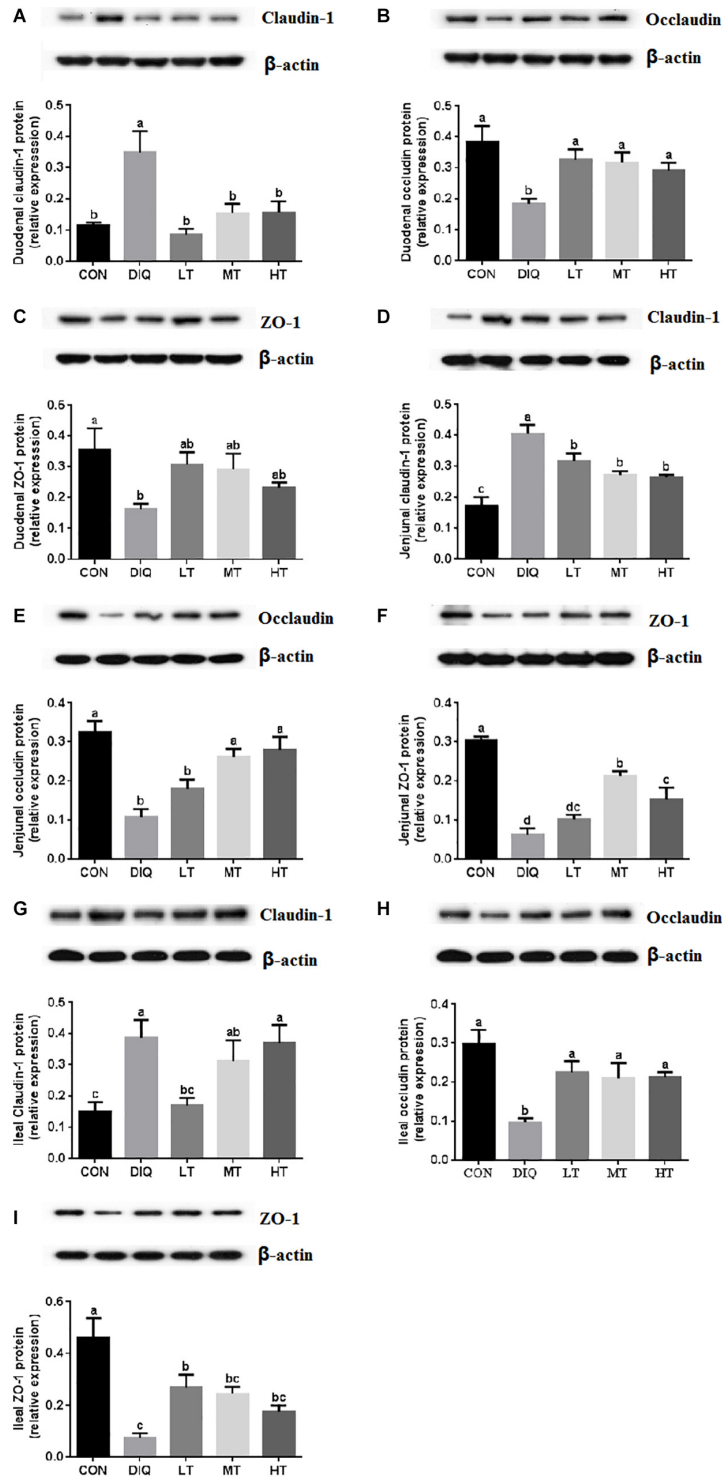 A
Claudin-1
β-actin
0.5
0.4
0.3
0.2
0.1
0.0
Duodenal claudin-1 protein
(relative expresssion)
b
a
b
b
b
CON DIQ LT MT HT
B
Occlaudin
β-actin
0.5
0.4
0.3
0.2
0.1
0.0
Duodenal occludin protein
(relative expresssion)
a
b
a
a
a
CON DIQ LT MT HT
C
ZO-1
β-actin
0.5
0.4
0.3
0.2
0.1
0.0
Duodenal ZO-1 protein
(relative expresssion)
a
b
ab
ab
ab
CON DIQ LT MT HT
D
Claudin-1
β-actin
0.5
0.4
0.3
0.2
0.1
0.0
Jenjunal claudin-1 protein
(relative expresssion)
c
a
b
b
b
CON DIQ LT MT HT
E
Occlaudin
β-actin
0.4
0.3
0.2
0.1
0.0
Jenjunal occludin protein
(relative expression)
a
b
b
a
a
CON DIQ LT MT HT
F
ZO-1
β-actin
0.4
0.3
0.2
0.1
0.0
Jenjunal ZO-1 protein
(relative expression)
a
d
dc
b
c
CON DIQ LT MT HT
G
Claudin-1
β-actin
0.5
0.4
0.3
0.2
0.1
0.0
Ileal Claudin-1 protein
(relative expression)
c
a
bc
ab
a
CON DIQ LT MT HT
H
Occlaudin
β-actin
0.4
0.3
0.2
0.1
0.0
Ileal occludin protein
(relative expression)
a
b
a
a
a
CON DIQ LT MT HT
I
ZO-1
β-actin
0.6
0.4
0.2
0.0
Ileal ZO-1 protein
(relative expression)
a
c
b
bc
bc
CON DIQ LT MT HT